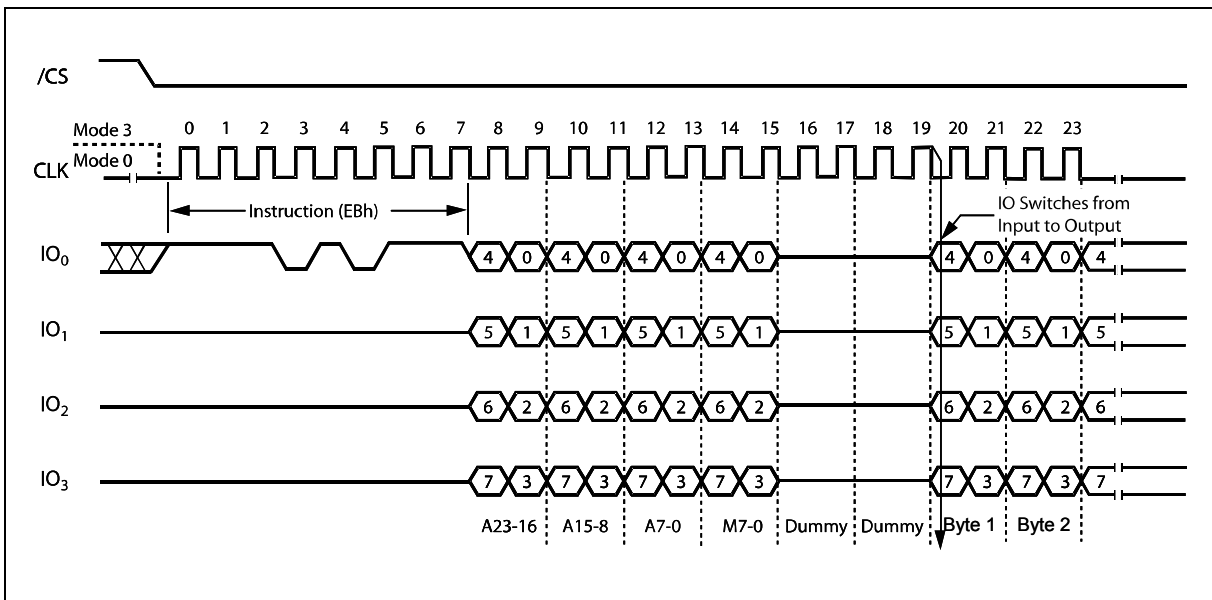 /CS
Mode 3
0 1 2 3 4 5 6 7 8 9 10 11 12 13 14 15 16 17 18 19 20 21 22 23
CLK
Mode 0
Instruction (EBh)
IO Switches from
Input to Output
IO0
4 0 4 0 4 0 4 0 4 0 4 0 4
IO1
5 1 5 1 5 1 5 1 5 1 5 1 5
IO2
6 2 6 2 6 2 6 2 6 2 6 2 6
IO3
7 3 7 3 7 3 7 3 7 3 7 3 7
A23-16 A15-8 A7-0 M7-0 Dummy Dummy Byte 1 Byte 2